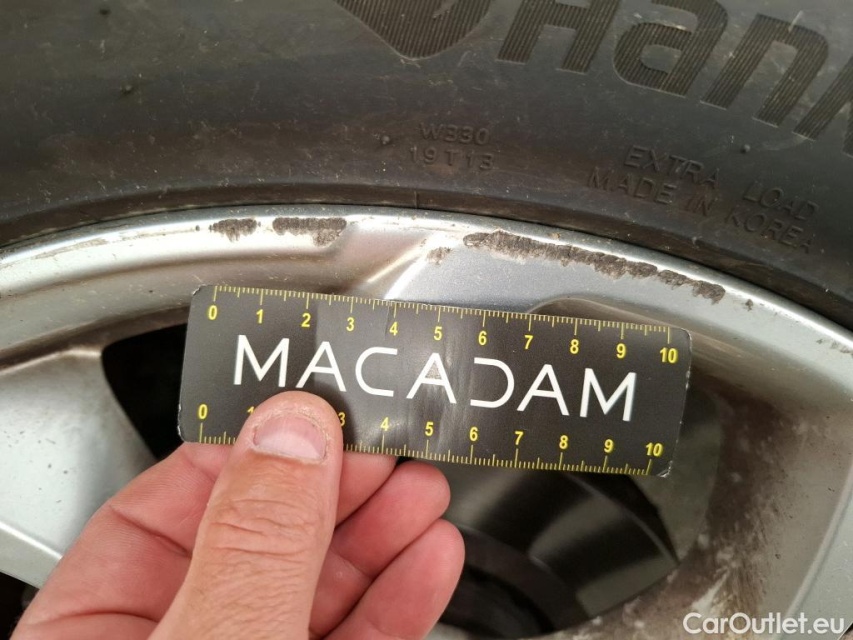 Hank
W330
19T13
EXTRA LOAD
MADE IN KOREA
0 1 2 3 4 5 6 7 8 9 10
MACADAM
0 1 3 4 5 6 7 8 9 10
CarOutlet.eu